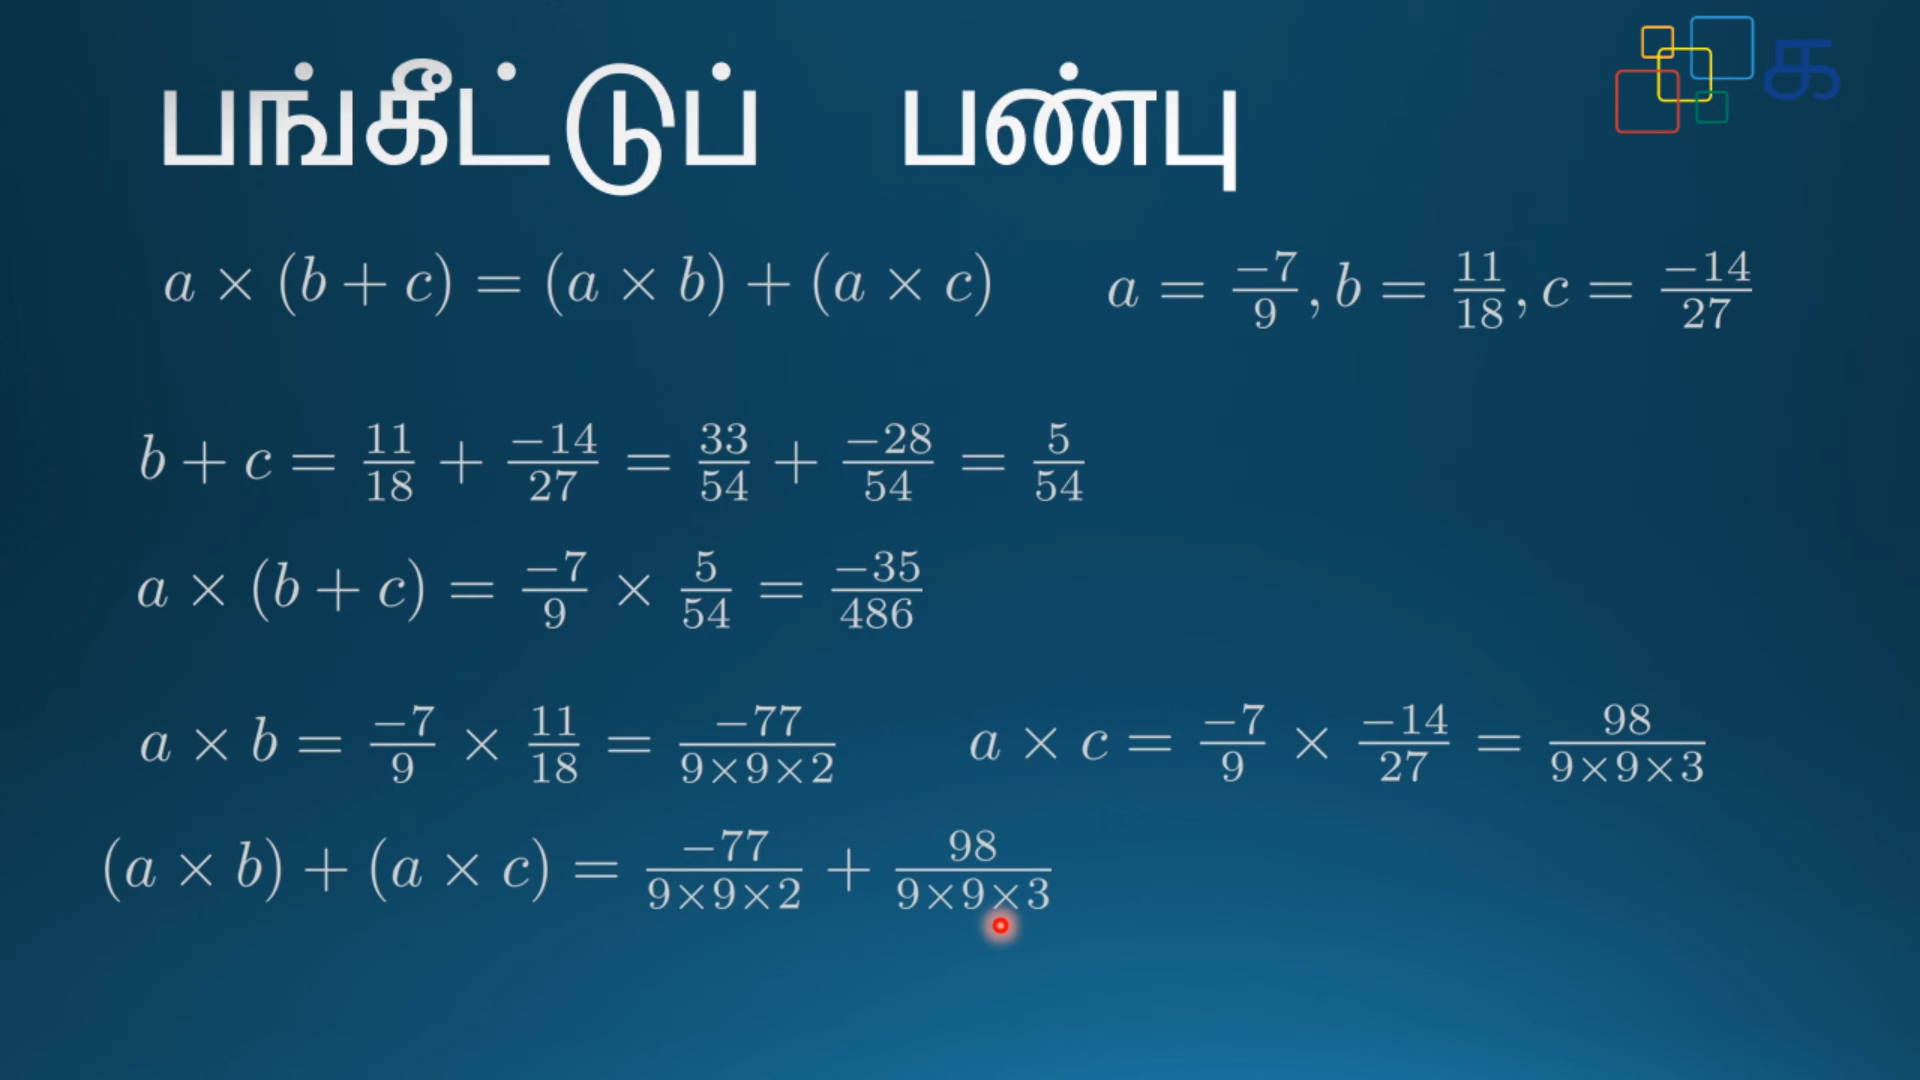 பங்கீட்டுப் பண்பு
க
a × (b + c) = (a × b) + (a × c)    a = −7/9, b = 11/18, c = −14/27
b + c = 11/18 + −14/27 = 33/54 + −28/54 = 5/54
a × (b + c) = −7/9 × 5/54 = −35/486
a × b = −7/9 × 11/18 = −77/9×9×2    a × c = −7/9 × −14/27 = 98/9×9×3
(a × b) + (a × c) = −77/9×9×2 + 98/9×9×3